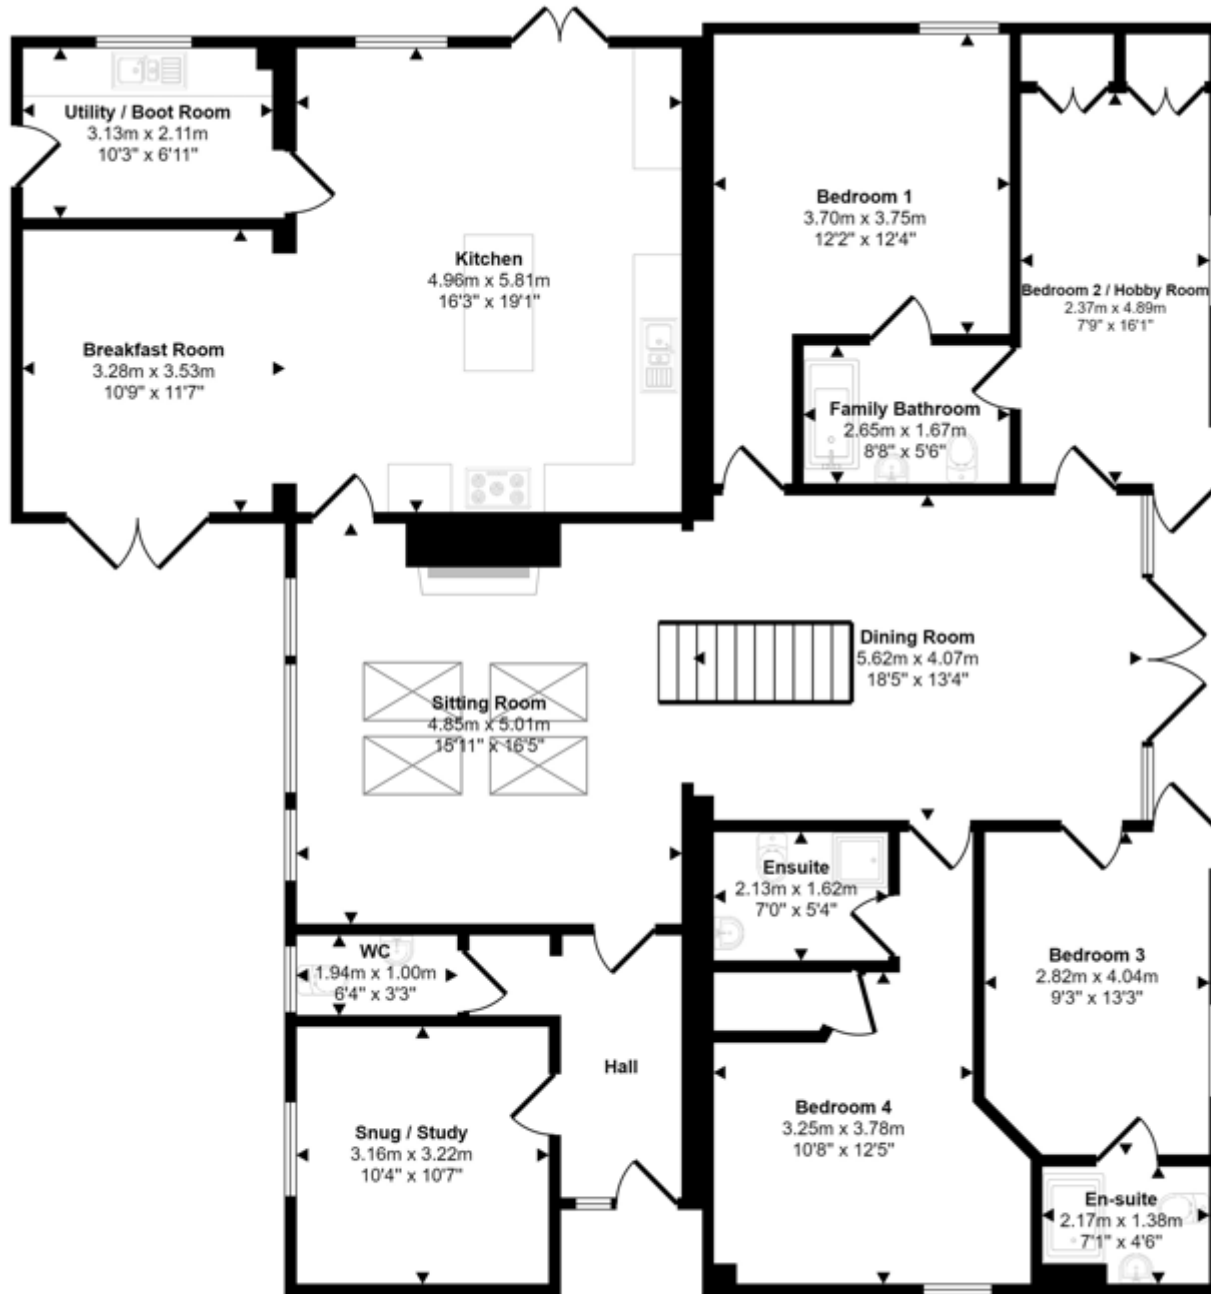 Utility / Boot Room
3.13m x 2.11m
10'3" x 6'11"
Kitchen
4.96m x 5.81m
16'3" x 19'1"
Breakfast Room
3.28m x 3.53m
10'9" x 11'7"
Bedroom 1
3.70m x 3.75m
12'2" x 12'4"
Bedroom 2 / Hobby Room
2.37m x 4.89m
7'9" x 16'1"
Family Bathroom
2.65m x 1.67m
8'8" x 5'6"
Dining Room
5.62m x 4.07m
18'5" x 13'4"
Sitting Room
4.85m x 5.01m
15'11" x 16'5"
Ensuite
2.13m x 1.62m
7'0" x 5'4"
WC
1.94m x 1.00m
6'4" x 3'3"
Bedroom 3
2.82m x 4.04m
9'3" x 13'3"
Hall
Snug / Study
3.16m x 3.22m
10'4" x 10'7"
Bedroom 4
3.25m x 3.78m
10'8" x 12'5"
En-suite
2.17m x 1.38m
7'1" x 4'6"